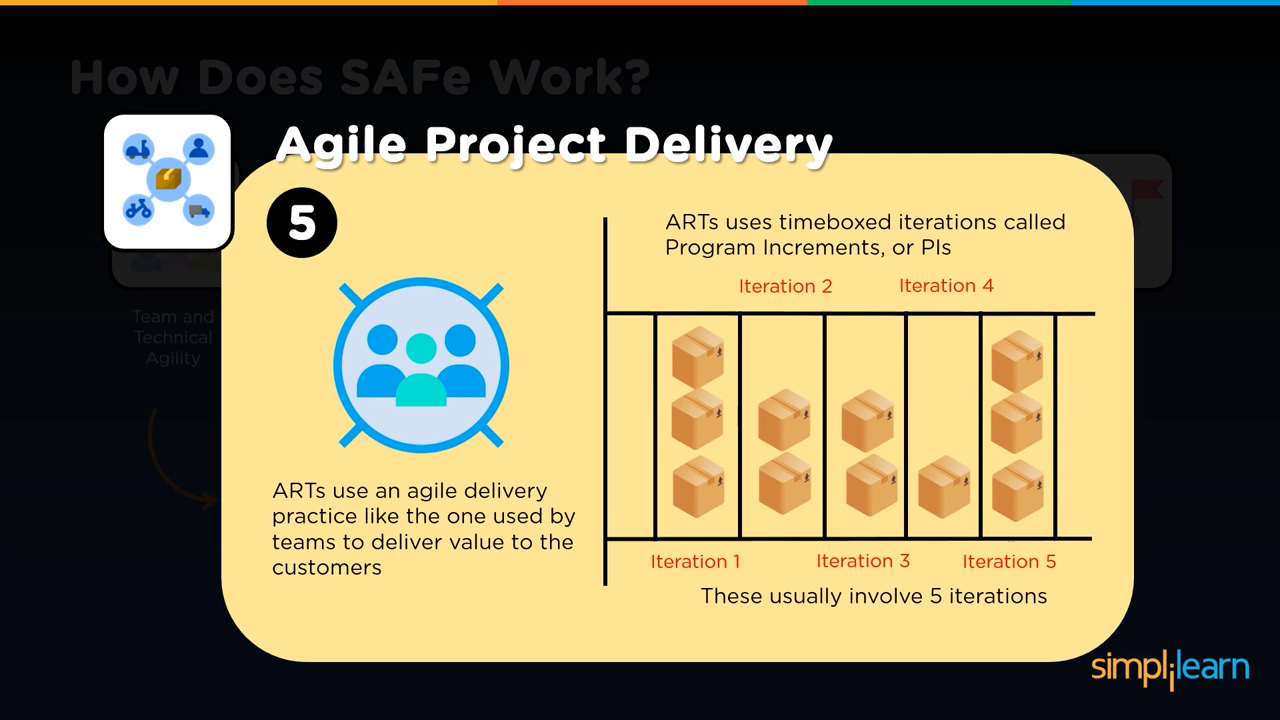 How Does SAFe Work?
Agile Project Delivery
5
Team and
Technical
Agility
ARTs use an agile delivery
practice like the one used by
teams to deliver value to the
customers
ARTs uses timeboxed iterations called
Program Increments, or PIs
Iteration 2
Iteration 4
Iteration 1
Iteration 3
Iteration 5
These usually involve 5 iterations
simplilearn